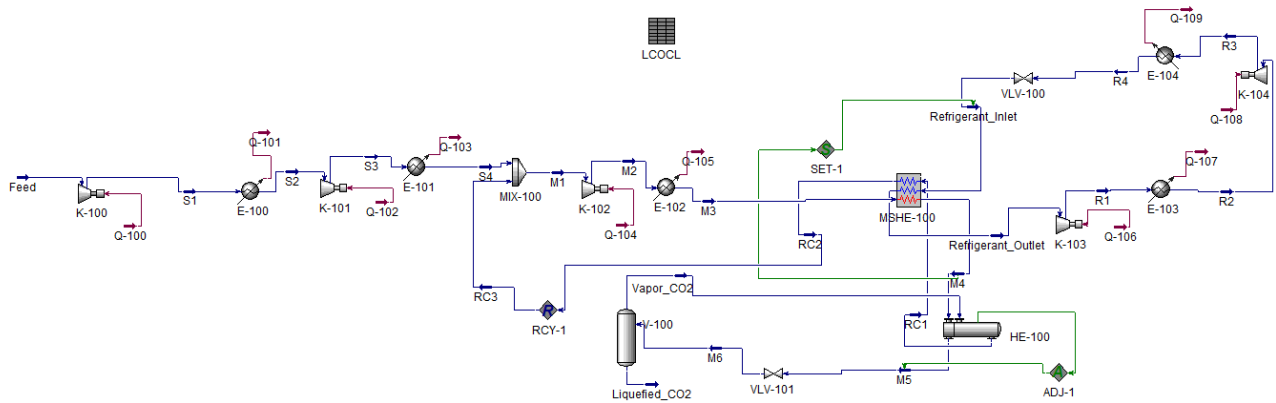 LCOCL
Q-109
R3
E-104
R4
VLV-100
K-104
Q-108
Refrigerant_Inlet
Q-101
Q-103
S
SET-1
Q-105
Q-107
Feed
K-100
S1
E-100
S2
K-101
S3
E-101
S4
MIX-100
M1
K-102
M2
E-102
M3
MSHE-100
R1
E-103
R2
Q-100
Q-102
Q-104
RC2
Refrigerant_Outlet
K-103
Q-106
RC3
R
RCY-1
Vapor_CO2
M4
V-100
RC1
HE-100
M6
VLV-101
M5
A
ADJ-1
Liquefied_CO2